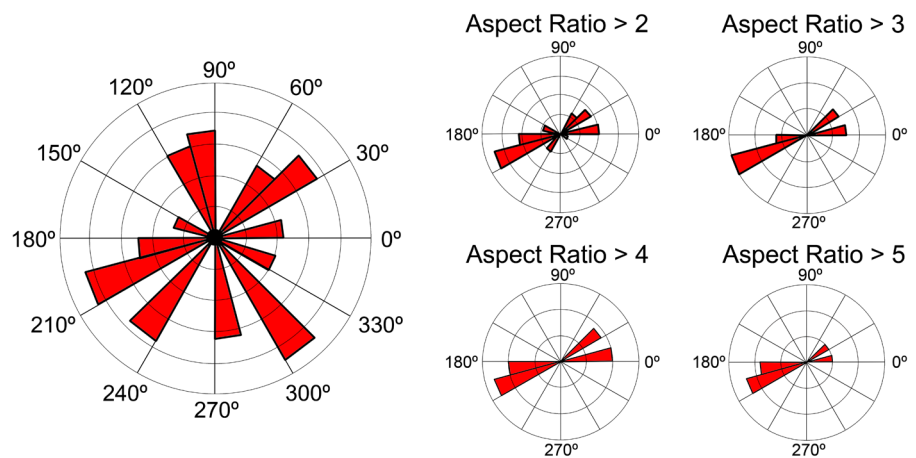 90º
60º
30º
0º
330º
300º
270º
240º
210º
180º
150º
120º
Aspect Ratio > 2
90º
180º
0º
270º
Aspect Ratio > 3
90º
180º
0º
270º
Aspect Ratio > 4
90º
180º
0º
270º
Aspect Ratio > 5
90º
180º
0º
270º